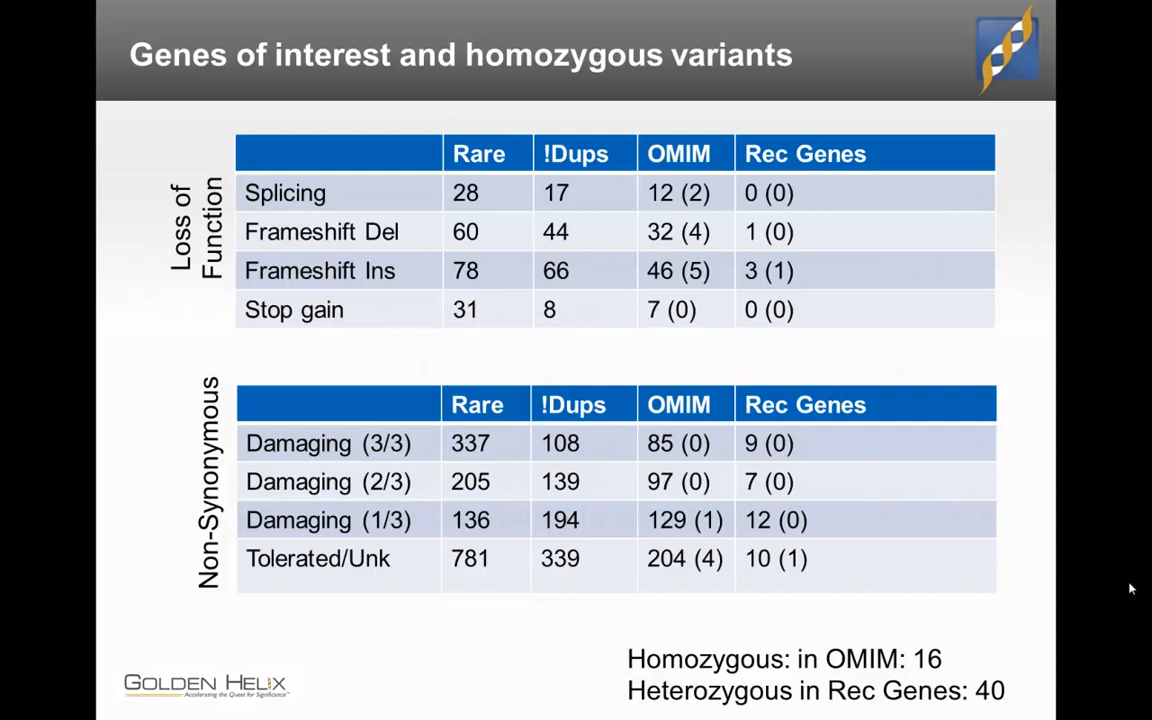 Genes of interest and homozygous variants
Rare !Dups OMIM Rec Genes
Loss of
Function
Splicing 28 17 12 (2) 0 (0)
Frameshift Del 60 44 32 (4) 1 (0)
Frameshift Ins 78 66 46 (5) 3 (1)
Stop gain 31 8 7 (0) 0 (0)
Rare !Dups OMIM Rec Genes
Non-Synonymous
Damaging (3/3) 337 108 85 (0) 9 (0)
Damaging (2/3) 205 139 97 (0) 7 (0)
Damaging (1/3) 136 194 129 (1) 12 (0)
Tolerated/Unk 781 339 204 (4) 10 (1)
Homozygous: in OMIM: 16
Heterozygous in Rec Genes: 40
GOLDEN HELIX
Accelerating the Quest for Significance™